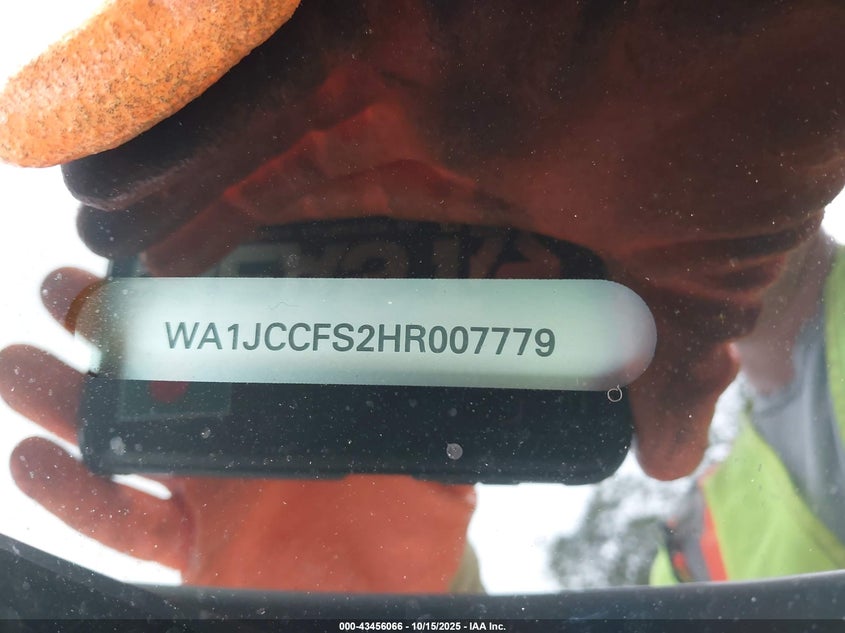 WA1JCCFS2HR007779
000-43456066 - 10/15/2025 - IAA Inc.